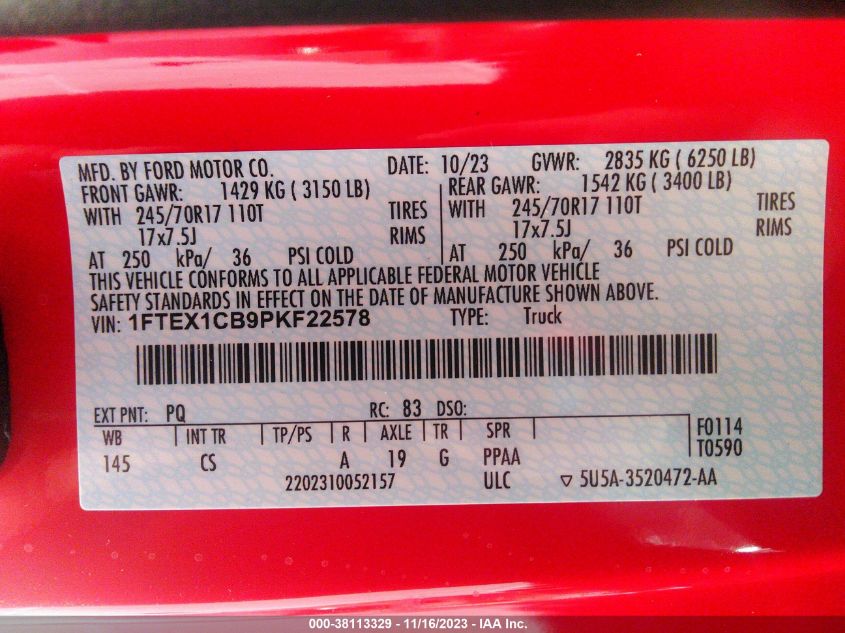 MFD. BY FORD MOTOR CO. DATE: 10/23 GVWR: 2835 KG ( 6250 LB)
FRONT GAWR: 1429 KG ( 3150 LB) REAR GAWR: 1542 KG ( 3400 LB)
WITH 245/70R17 110T TIRES WITH 245/70R17 110T TIRES
17x7.5J RIMS 17x7.5J RIMS
AT 250 kPa/ 36 PSI COLD AT 250 kPa/ 36 PSI COLD
THIS VEHICLE CONFORMS TO ALL APPLICABLE FEDERAL MOTOR VEHICLE
SAFETY STANDARDS IN EFFECT ON THE DATE OF MANUFACTURE SHOWN ABOVE.
VIN: 1FTEX1CB9PKF22578 TYPE: Truck
EXT PNT: PQ RC: 83 DSO:
WB INT TR TP/PS R AXLE TR SPR F0114
145 CS A 19 G PPAA T0590
2202310052157 ULC ▽ 5U5A-3520472-AA
000-38113329 - 11/16/2023 - IAA Inc.